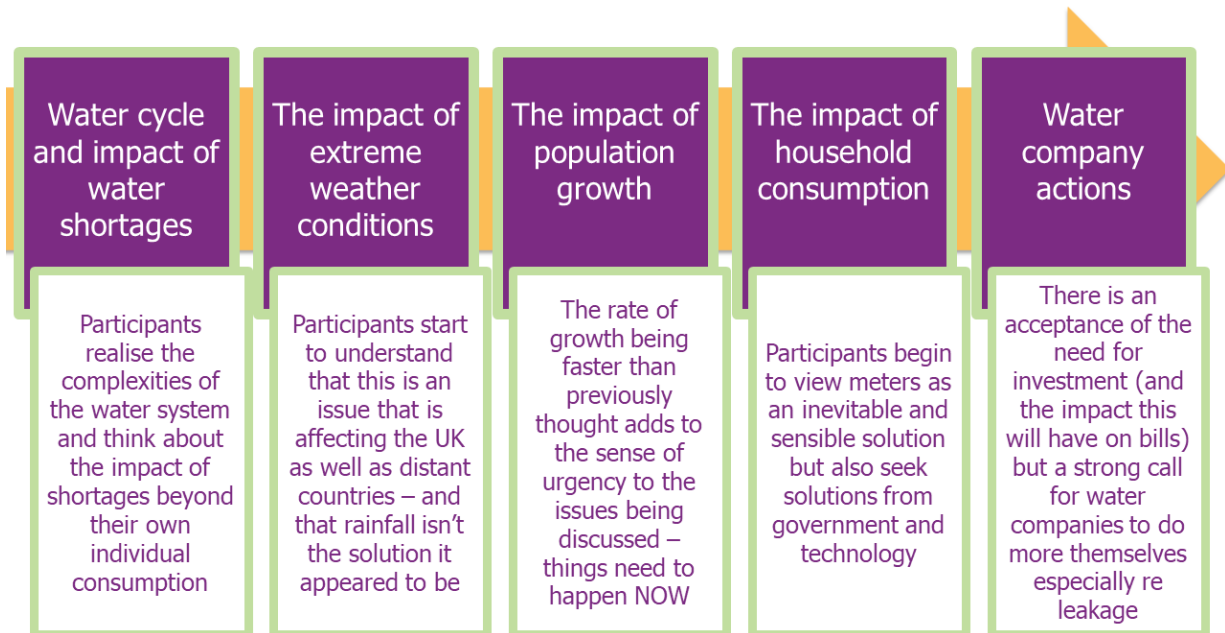 Water cycle
and impact of
water
shortages
Participants
realise the
complexities of
the water system
and think about
the impact of
shortages beyond
their own
individual
consumption
The impact of
extreme
weather
conditions
Participants start
to understand
that this is an
issue that is
affecting the UK
as well as distant
countries – and
that rainfall isn’t
the solution it
appeared to be
The impact of
population
growth
The rate of
growth being
faster than
previously
thought adds to
the sense of
urgency to the
issues being
discussed –
things need to
happen NOW
The impact of
household
consumption
Participants begin
to view meters as
an inevitable and
sensible solution
but also seek
solutions from
government and
technology
Water
company
actions
There is an
acceptance of the
need for
investment (and
the impact this
will have on bills)
but a strong call
for water
companies to do
more themselves
especially re
leakage